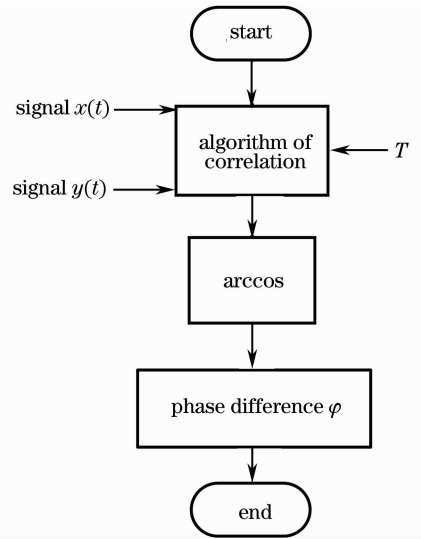 start
signal x(t)
algorithm of
correlation
T
signal y(t)
arccos
phase difference φ
end